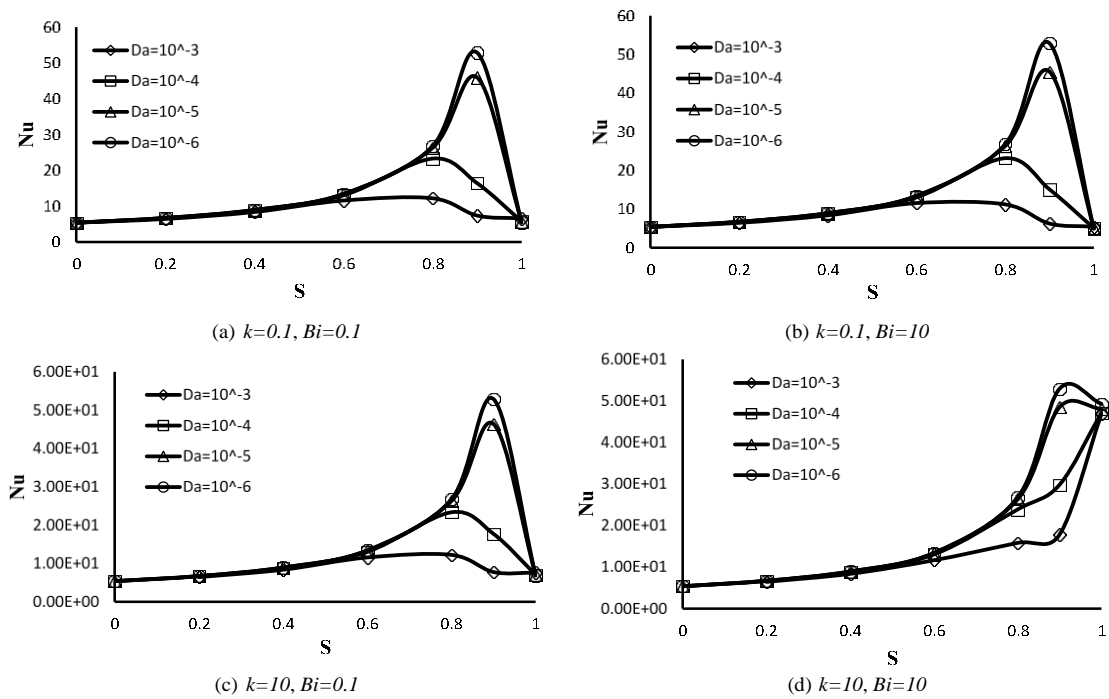 60
50
40
30
20
10
0
Nu
Da=10^-3
Da=10^-4
Da=10^-5
Da=10^-6
0 0.2 0.4 0.6 0.8 1
S
(a) k=0.1, Bi=0.1
60
50
40
30
20
10
0
Nu
Da=10^-3
Da=10^-4
Da=10^-5
Da=10^-6
0 0.2 0.4 0.6 0.8 1
S
(b) k=0.1, Bi=10
6.00E+01
5.00E+01
4.00E+01
3.00E+01
2.00E+01
1.00E+01
0.00E+00
Nu
Da=10^-3
Da=10^-4
Da=10^-5
Da=10^-6
0 0.2 0.4 0.6 0.8 1
S
(c) k=10, Bi=0.1
6.00E+01
5.00E+01
4.00E+01
3.00E+01
2.00E+01
1.00E+01
0.00E+00
Nu
Da=10^-3
Da=10^-4
Da=10^-5
Da=10^-6
0 0.2 0.4 0.6 0.8 1
S
(d) k=10, Bi=10